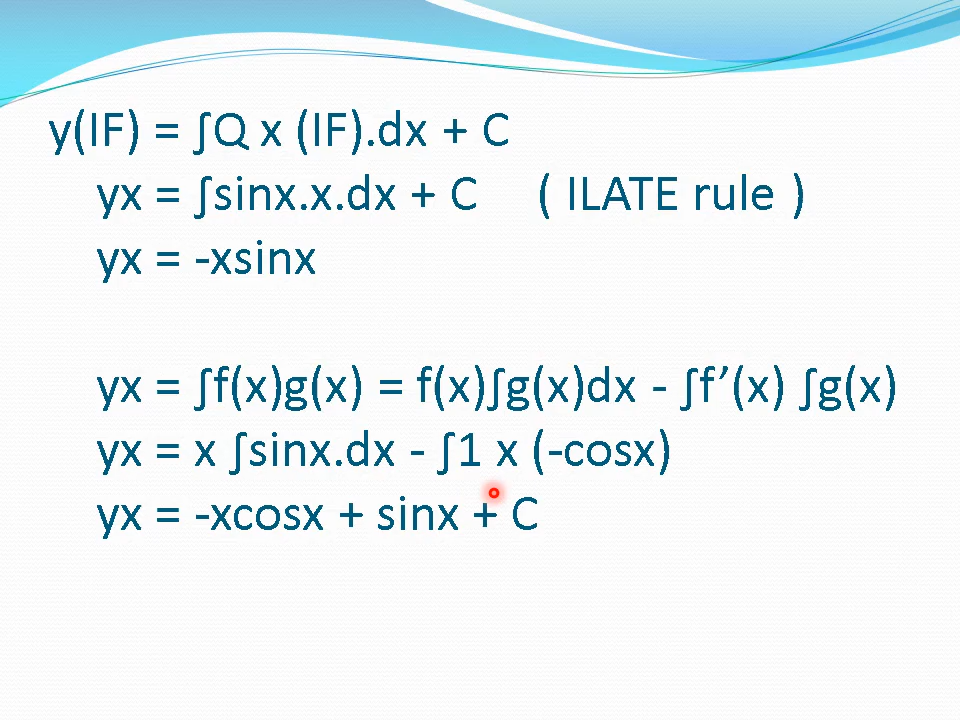 y(IF) = ∫Q x (IF).dx + C
yx = ∫sinx.x.dx + C ( ILATE rule )
yx = -xsinx
yx = ∫f(x)g(x) = f(x)∫g(x)dx - ∫f’(x) ∫g(x)
yx = x ∫sinx.dx - ∫1 x (-cosx)
yx = -xcosx + sinx + C